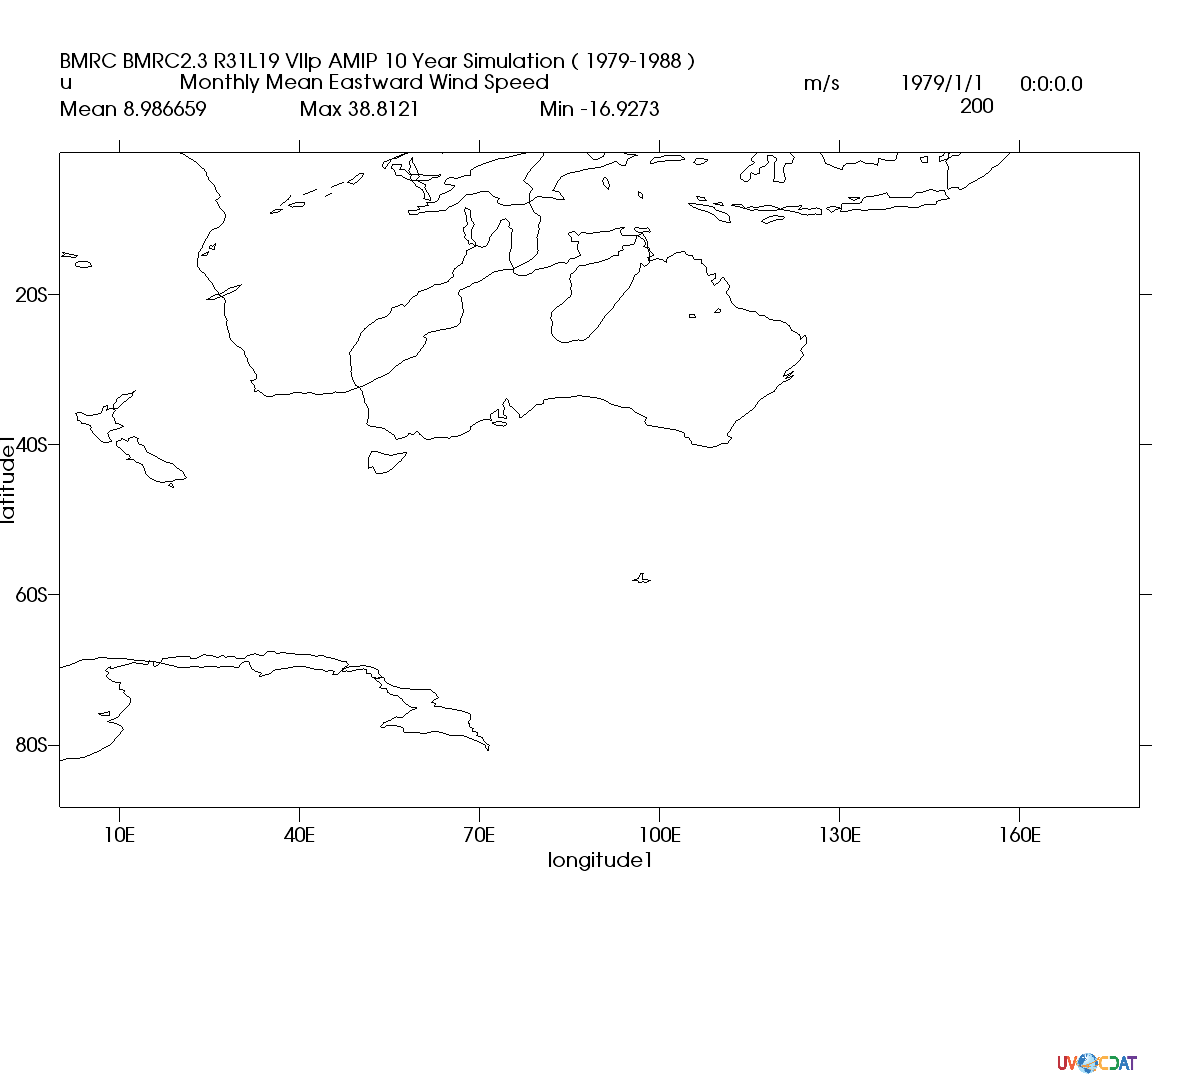 BMRC BMRC2.3 R31L19 VIIp AMIP 10 Year Simulation ( 1979-1988 )
u Monthly Mean Eastward Wind Speed m/s 1979/1/1 0:0:0.0
Mean 8.986659 Max 38.8121 Min -16.9273 200
20S
40S
latitude1
60S
80S
10E 40E 70E 100E 130E 160E
longitude1
UV CDAT